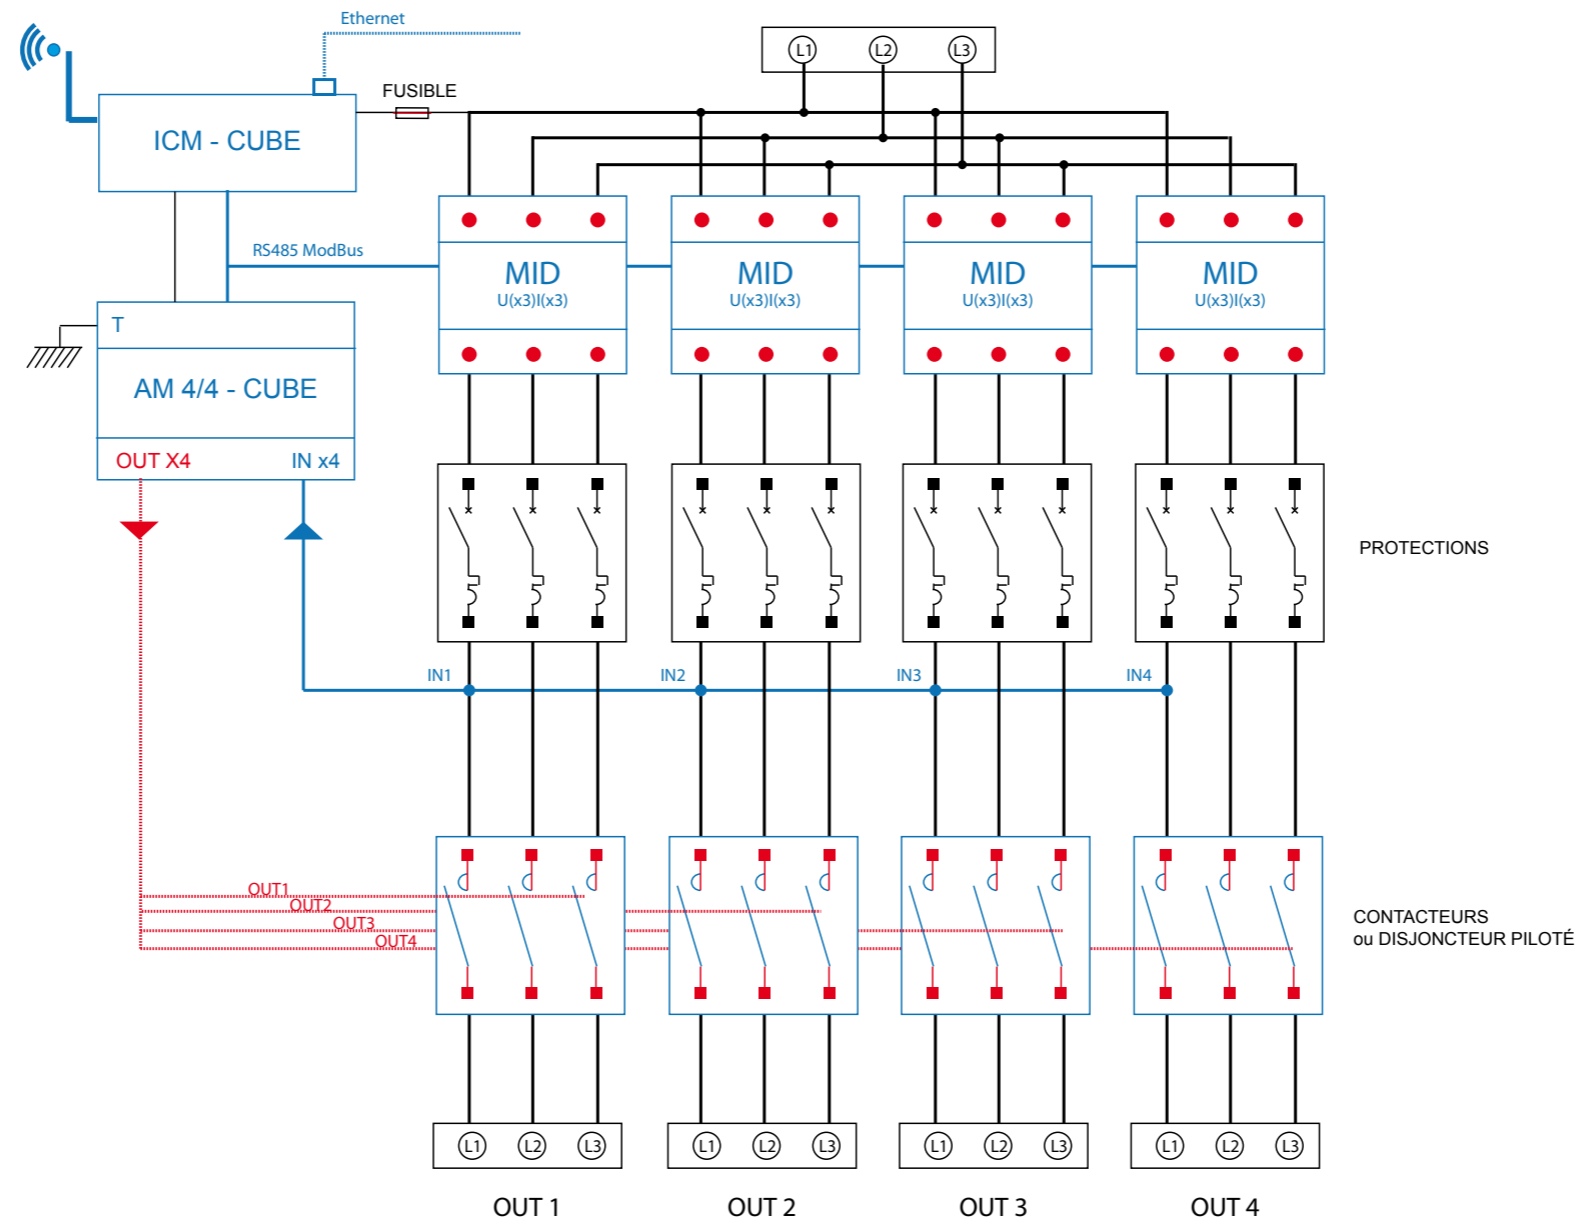 Ethernet
L1 L2 L3
FUSIBLE
ICM - CUBE
RS485 ModBus
MID
U(x3)I(x3)
MID
U(x3)I(x3)
MID
U(x3)I(x3)
MID
U(x3)I(x3)
T
AM 4/4 - CUBE
OUT X4 IN x4
PROTECTIONS
IN1 IN2 IN3 IN4
OUT1
OUT2
OUT3
OUT4
CONTACTEURS
ou DISJONCTEUR PILOTÉ
L1 L2 L3 L1 L2 L3 L1 L2 L3 L1 L2 L3
OUT 1 OUT 2 OUT 3 OUT 4